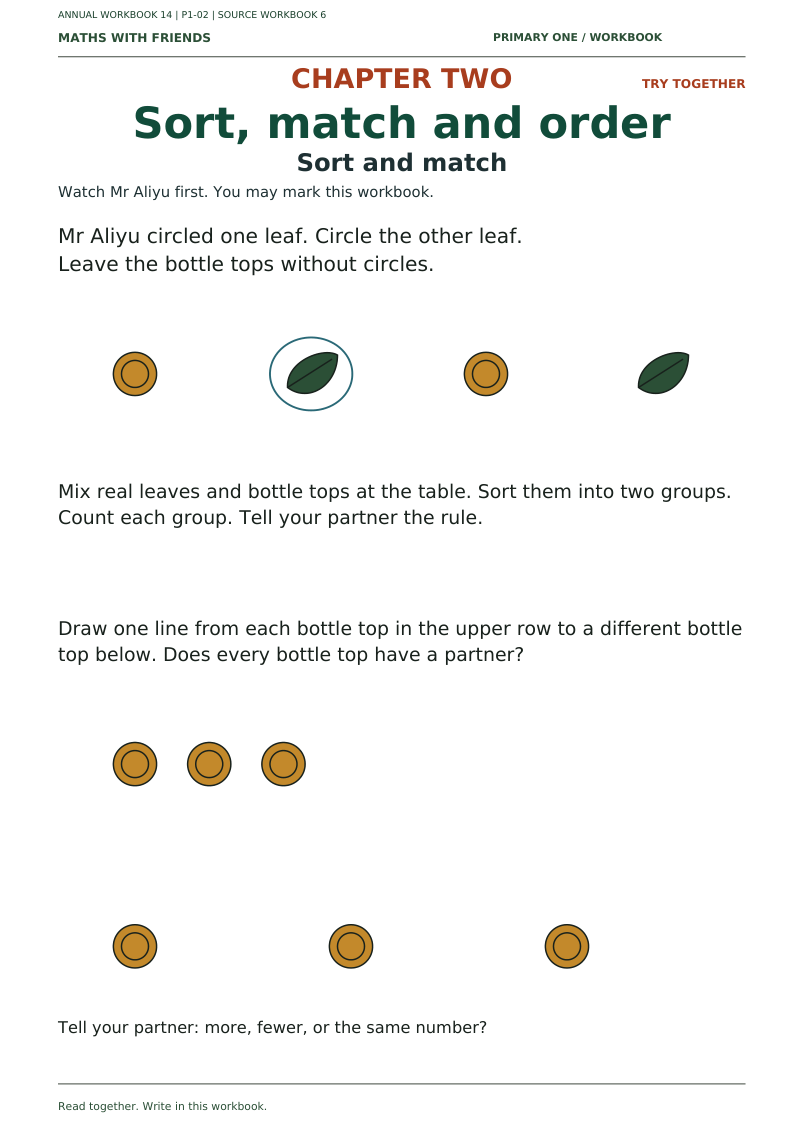 ANNUAL WORKBOOK 14 | P1-02 | SOURCE WORKBOOK 6
MATHS WITH FRIENDS
PRIMARY ONE / WORKBOOK
CHAPTER TWO
TRY TOGETHER
Sort, match and order
Sort and match
Watch Mr Aliyu first. You may mark this workbook.
Mr Aliyu circled one leaf. Circle the other leaf.
Leave the bottle tops without circles.
Mix real leaves and bottle tops at the table. Sort them into two groups.
Count each group. Tell your partner the rule.
Draw one line from each bottle top in the upper row to a different bottle
top below. Does every bottle top have a partner?
Tell your partner: more, fewer, or the same number?
Read together. Write in this workbook.